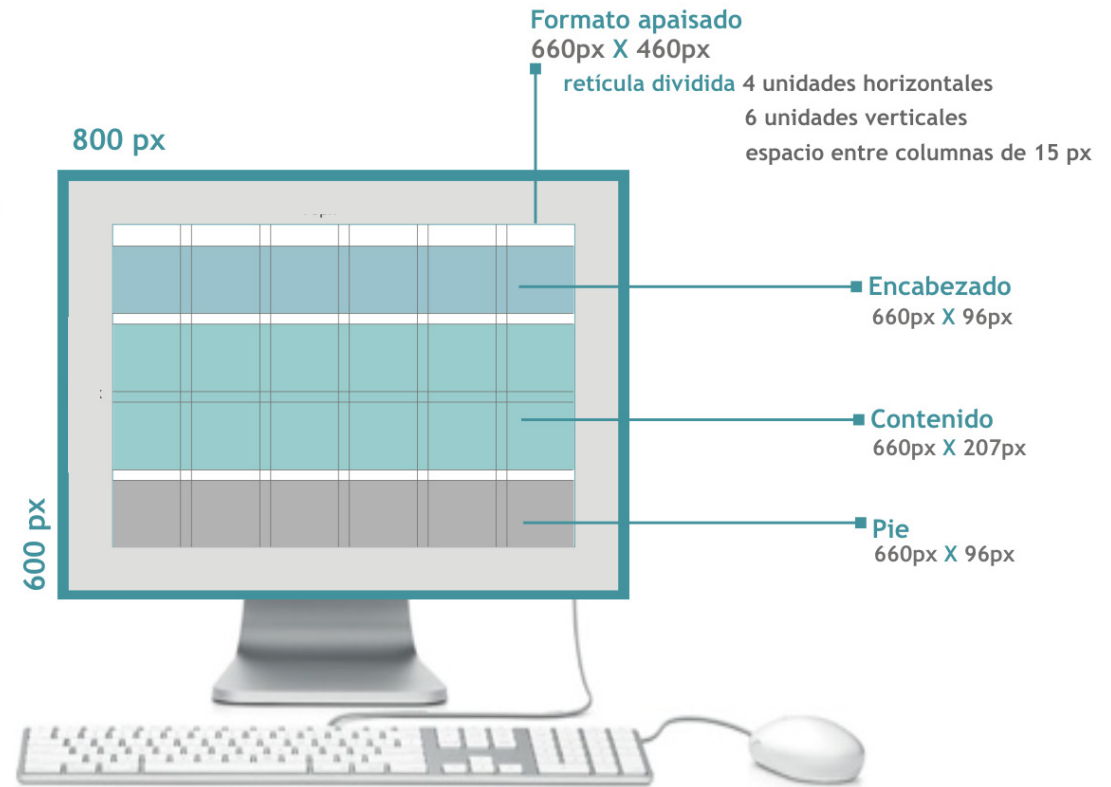 Formato apaisado
660px X 460px
retícula dividida 4 unidades horizontales
6 unidades verticales
espacio entre columnas de 15 px
800 px
Encabezado
660px X 96px
Contenido
660px X 207px
600 px
Pie
660px X 96px